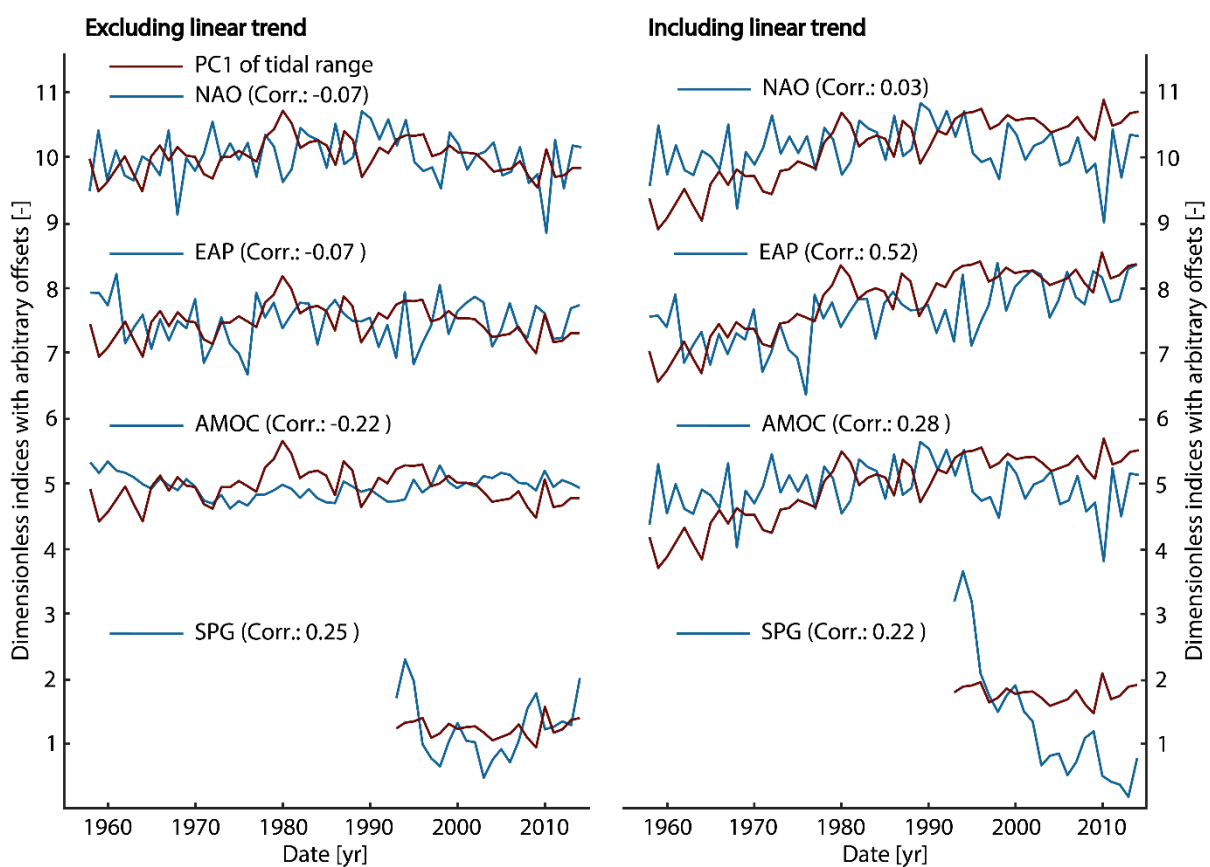 Excluding linear trend
PC1 of tidal range
NAO (Corr.: -0.07)
EAP (Corr.: -0.07 )
AMOC (Corr.: -0.22 )
SPG (Corr.: 0.25 )
Dimensionless indices with arbitrary offsets [-]
11
10
9
8
7
6
5
4
3
2
1
1960 1970 1980 1990 2000 2010
Date [yr]
Including linear trend
NAO (Corr.: 0.03)
EAP (Corr.: 0.52)
AMOC (Corr.: 0.28 )
SPG (Corr.: 0.22 )
11
10
9
8
7
6
5
4
3
2
1
Dimensionless indices with arbitrary offsets [-]
1960 1970 1980 1990 2000 2010
Date [yr]